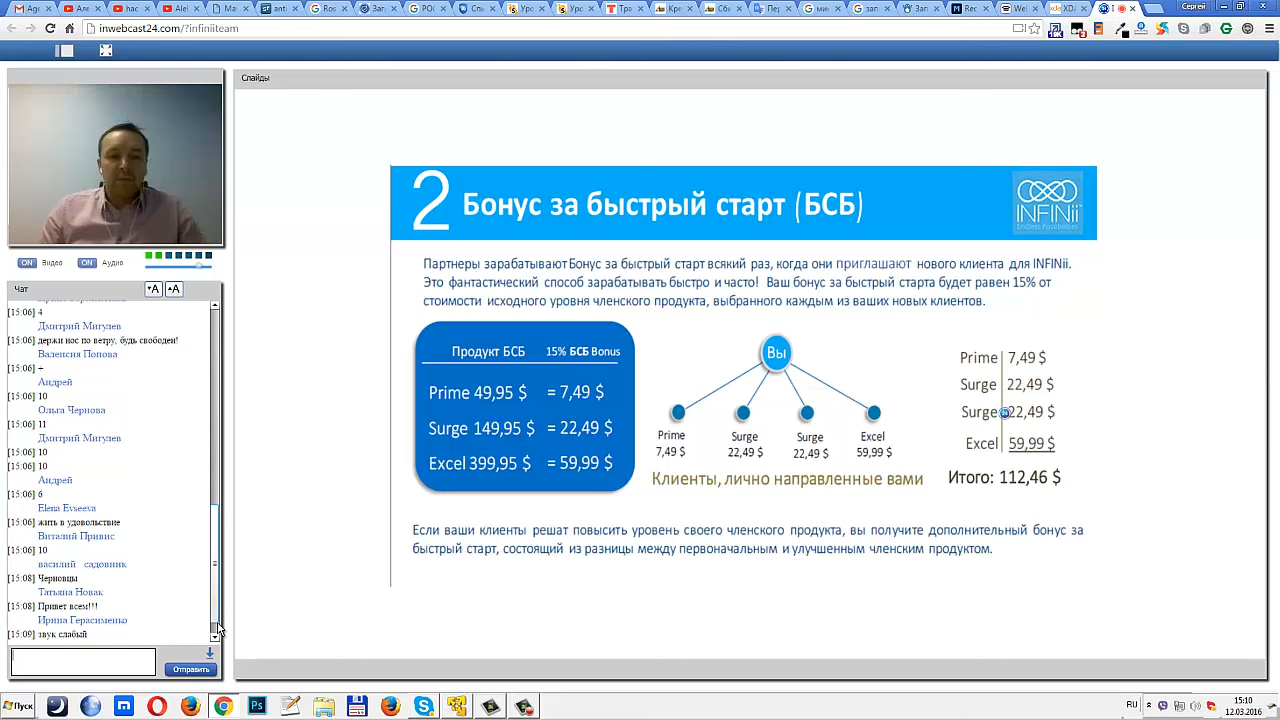 Сергей
inwebcast24.com/?infiniiteam
Слайды
ON Видео ON Аудио
Чат
▾A ▴A
[15:06] 4
Дмитрий Мигулев
[15:06] держи нос по ветру, будь свободен!
Валенсия Попова
[15:06] +
Андрей
[15:06] 10
Ольга Чернова
[15:06] 11
Дмитрий Мигулев
[15:06] 10
[15:06] 10
Андрей
[15:06] 6
Elena Evseeva
[15:06] жить в удовольствие
Виталий Привис
[15:06] 10
василий садовник
[15:08] Черновцы
Татьяна Новак
[15:08] Привет всем!!!
Ирина Герасименко
[15:09] звук слабый
Отправить
2 Бонус за быстрый старт (БСБ)
INFINii
Endless Possibilities
Партнеры зарабатывают Бонус за быстрый старт всякий раз, когда они приглашают нового клиента для INFINii.
Это фантастический способ зарабатывать быстро и часто! Ваш бонус за быстрый старта будет равен 15% от
стоимости исходного уровня членского продукта, выбранного каждым из ваших новых клиентов.
Продукт БСБ 15% БСБ Bonus
Prime 49,95 $ = 7,49 $
Surge 149,95 $ = 22,49 $
Excel 399,95 $ = 59,99 $
Вы
Prime Surge Surge Excel
7,49 $ 22,49 $ 22,49 $ 59,99 $
Клиенты, лично направленные вами
Prime 7,49 $
Surge 22,49 $
Surge 22,49 $
Excel 59,99 $
Итого: 112,46 $
Если ваши клиенты решат повысить уровень своего членского продукта, вы получите дополнительный бонус за
быстрый старт, состоящий из разницы между первоначальным и улучшенным членским продуктом.
Пуск
RU
15:10
12.03.2016